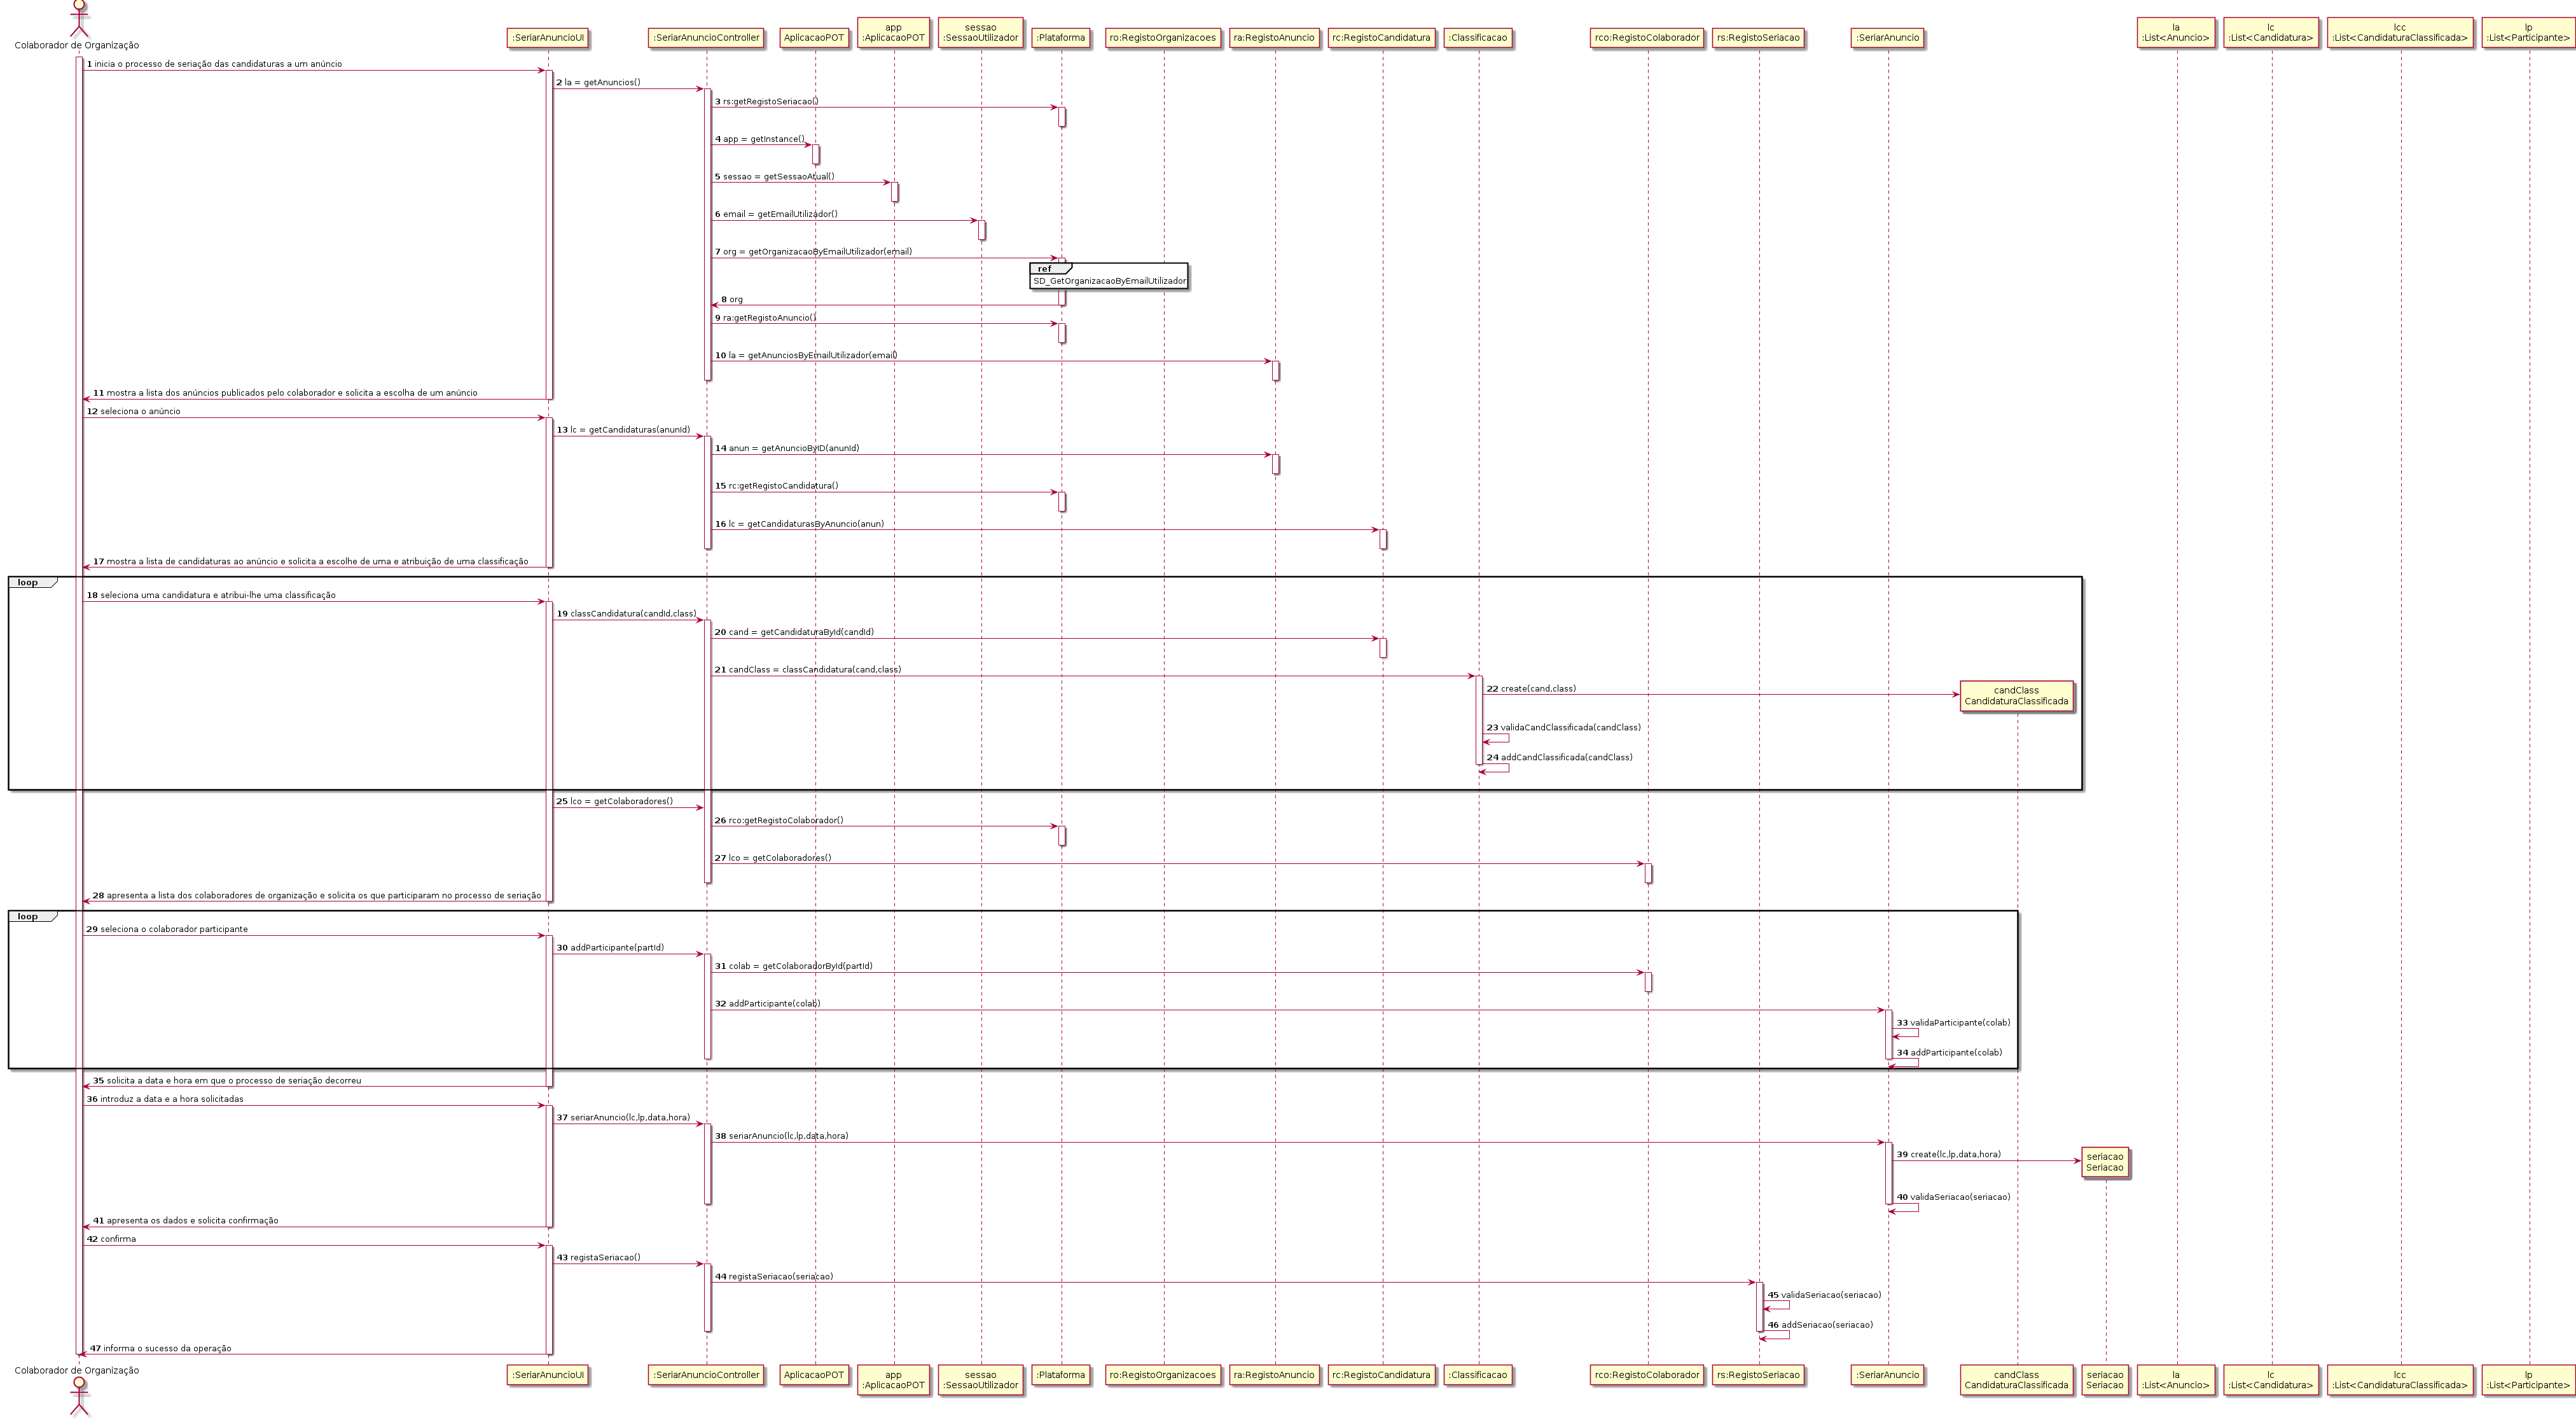 Colaborador de Organização
:SeriarAnuncioUI
:SeriarAnuncioController
AplicacaoPOT
app
:AplicacaoPOT
sessao
:SessaoUtilizador
:Plataforma
ro:RegistoOrganizacoes
ra:RegistoAnuncio
rc:RegistoCandidatura
:Classificacao
rco:RegistoColaborador
rs:RegistoSeriacao
:SeriarAnuncio
la
:List<Anuncio>
lc
:List<Candidatura>
lcc
:List<CandidaturaClassificada>
lp
:List<Participante>
1 inicia o processo de seriação das candidaturas a um anúncio
2 la = getAnuncios()
3 rs:getRegistoSeriacao()
4 app = getInstance()
5 sessao = getSessaoAtual()
6 email = getEmailUtilizador()
7 org = getOrganizacaoByEmailUtilizador(email)
ref
SD_GetOrganizacaoByEmailUtilizador
8 org
9 ra:getRegistoAnuncio()
10 la = getAnunciosByEmailUtilizador(email)
11 mostra a lista dos anúncios publicados pelo colaborador e solicita a escolha de um anúncio
12 seleciona o anúncio
13 lc = getCandidaturas(anunId)
14 anun = getAnuncioByID(anunId)
15 rc:getRegistoCandidatura()
16 lc = getCandidaturasByAnuncio(anun)
17 mostra a lista de candidaturas ao anúncio e solicita a escolhe de uma e atribuição de uma classificação
loop
18 seleciona uma candidatura e atribui-lhe uma classificação
19 classCandidatura(candId,class)
20 cand = getCandidaturaById(candId)
21 candClass = classCandidatura(cand,class)
22 create(cand,class)
candClass
CandidaturaClassificada
23 validaCandClassificada(candClass)
24 addCandClassificada(candClass)
25 lco = getColaboradores()
26 rco:getRegistoColaborador()
27 lco = getColaboradores()
28 apresenta a lista dos colaboradores de organização e solicita os que participaram no processo de seriação
loop
29 seleciona o colaborador participante
30 addParticipante(partId)
31 colab = getColaboradorById(partId)
32 addParticipante(colab)
33 validaParticipante(colab)
34 addParticipante(colab)
35 solicita a data e hora em que o processo de seriação decorreu
36 introduz a data e a hora solicitadas
37 seriarAnuncio(lc,lp,data,hora)
38 seriarAnuncio(lc,lp,data,hora)
39 create(lc,lp,data,hora)
seriacao
Seriacao
40 validaSeriacao(seriacao)
41 apresenta os dados e solicita confirmação
42 confirma
43 registaSeriacao()
44 registaSeriacao(seriacao)
45 validaSeriacao(seriacao)
46 addSeriacao(seriacao)
47 informa o sucesso da operação
Colaborador de Organização
:SeriarAnuncioUI
:SeriarAnuncioController
AplicacaoPOT
app
:AplicacaoPOT
sessao
:SessaoUtilizador
:Plataforma
ro:RegistoOrganizacoes
ra:RegistoAnuncio
rc:RegistoCandidatura
:Classificacao
rco:RegistoColaborador
rs:RegistoSeriacao
:SeriarAnuncio
candClass
CandidaturaClassificada
seriacao
Seriacao
la
:List<Anuncio>
lc
:List<Candidatura>
lcc
:List<CandidaturaClassificada>
lp
:List<Participante>